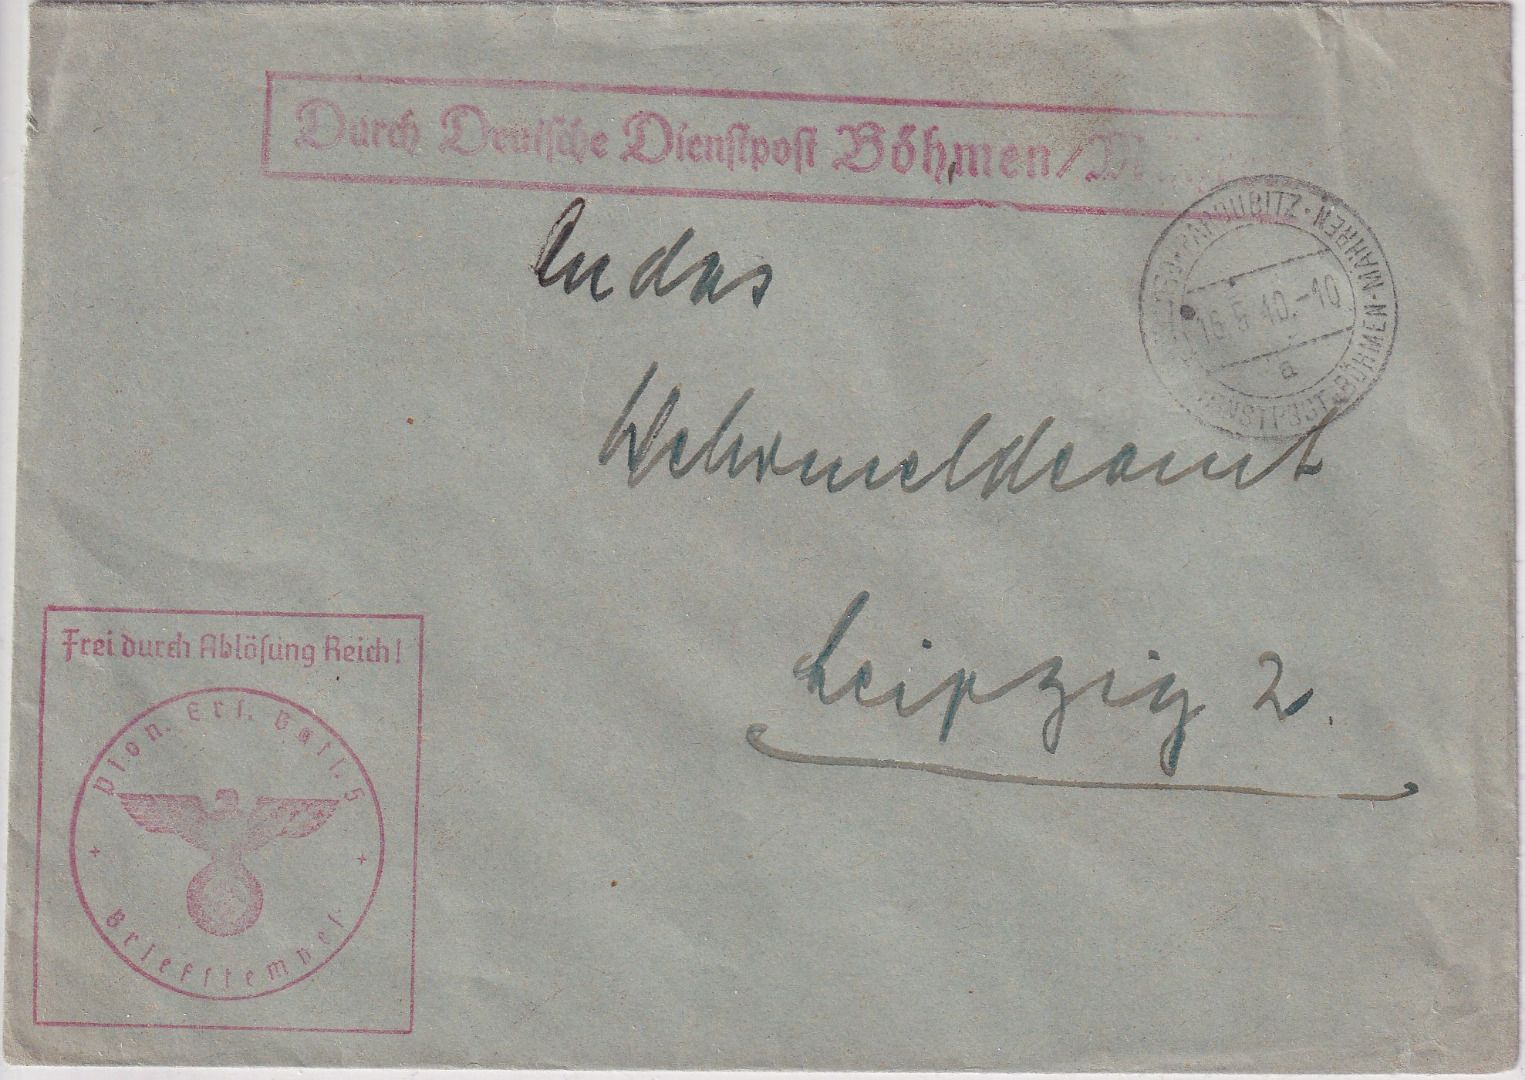 Durch Deutsche Dienstpost Böhmen/
PARDUBITZ · BÖHMEN-MÄHREN ·
16.5.40.-10
a
An das
Wehrmeldeamt
Leipzig 2.
Frei durch Ablösung Reich!
Pion. Ers. Batl. 5
Briefstempel